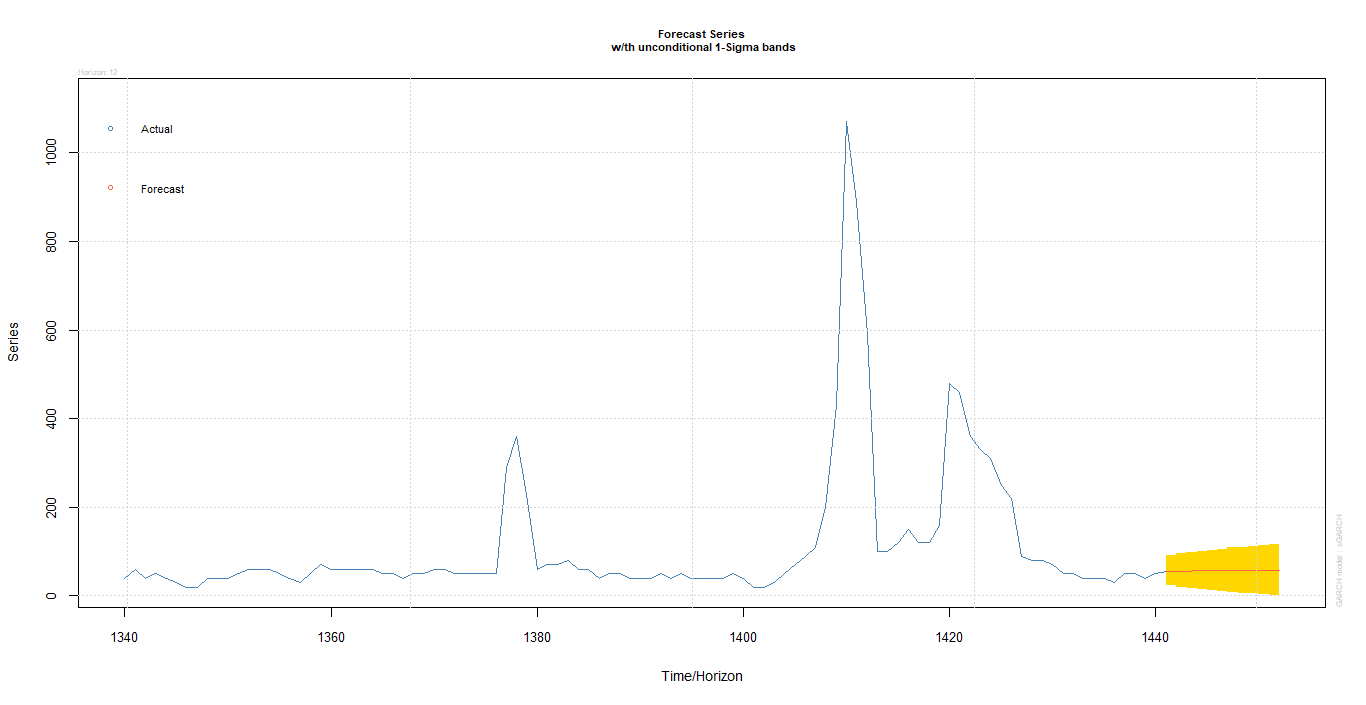 Forecast Series
w/th unconditional 1-Sigma bands
Horizon: 12
Actual
Forecast
Series
0
200
400
600
800
1000
1340
1360
1380
1400
1420
1440
Time/Horizon
GARCH model : sGARCH